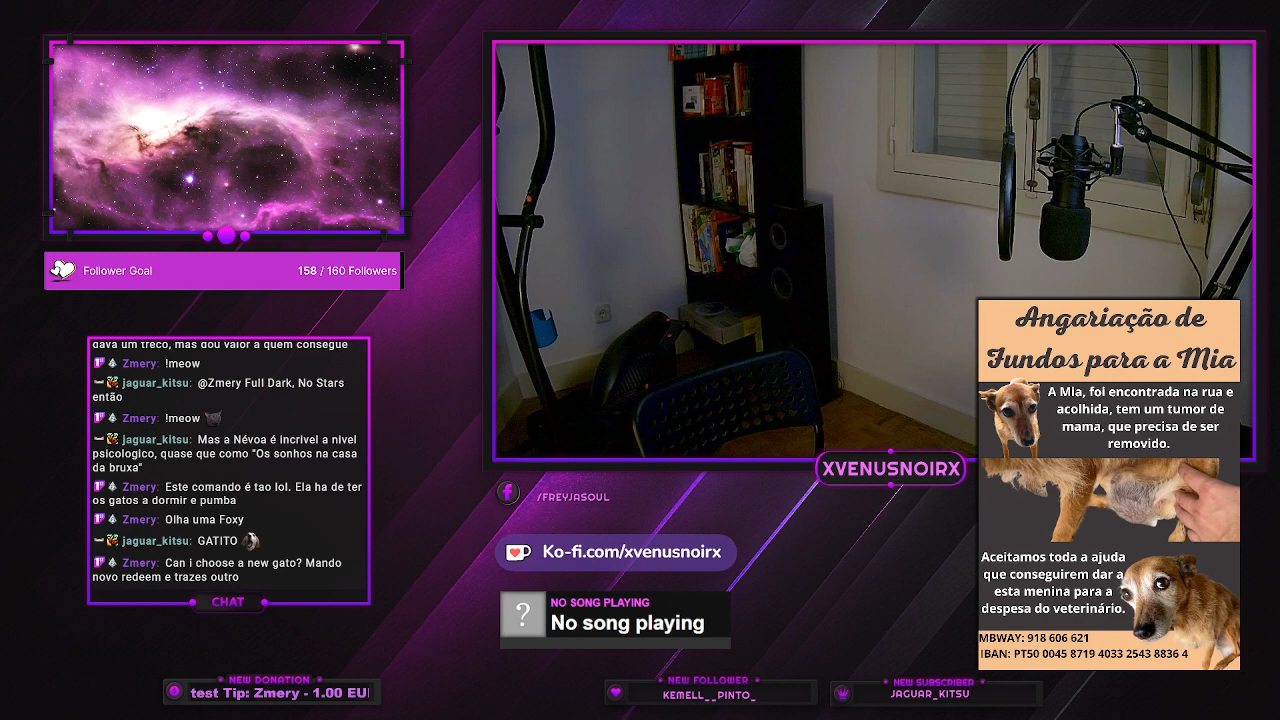 Follower Goal
158 / 160 Followers
dava um treco, mas dou valor a quem consegue
Zmery: !meow
jaguar_kitsu: @Zmery Full Dark, No Stars
então
Zmery: !meow
jaguar_kitsu: Mas a Névoa é incrivel a nivel
psicologico, quase que como "Os sonhos na casa
da bruxa"
Zmery: Este comando é tao lol. Ela ha de ter
os gatos a dormir e pumba
Zmery: Olha uma Foxy
jaguar_kitsu: GATITO
Zmery: Can i choose a new gato? Mando
novo redeem e trazes outro
CHAT
XVENUSNOIRX
/FREYJASOUL
Ko-fi.com/xvenusnoirx
?
NO SONG PLAYING
No song playing
Angariação de
Fundos para a Mia
A Mia, foi encontrada na rua e
acolhida, tem um tumor de
mama, que precisa de ser
removido.
Aceitamos toda a ajuda
que conseguirem dar a
esta menina para a
despesa do veterinário.
MBWAY: 918 606 621
IBAN: PT50 0045 8719 4033 2543 8836 4
NEW DONATION
test Tip: Zmery - 1.00 EU
NEW FOLLOWER
KEMELL__PINTO_
NEW SUBSCRIBER
JAGUAR_KITSU